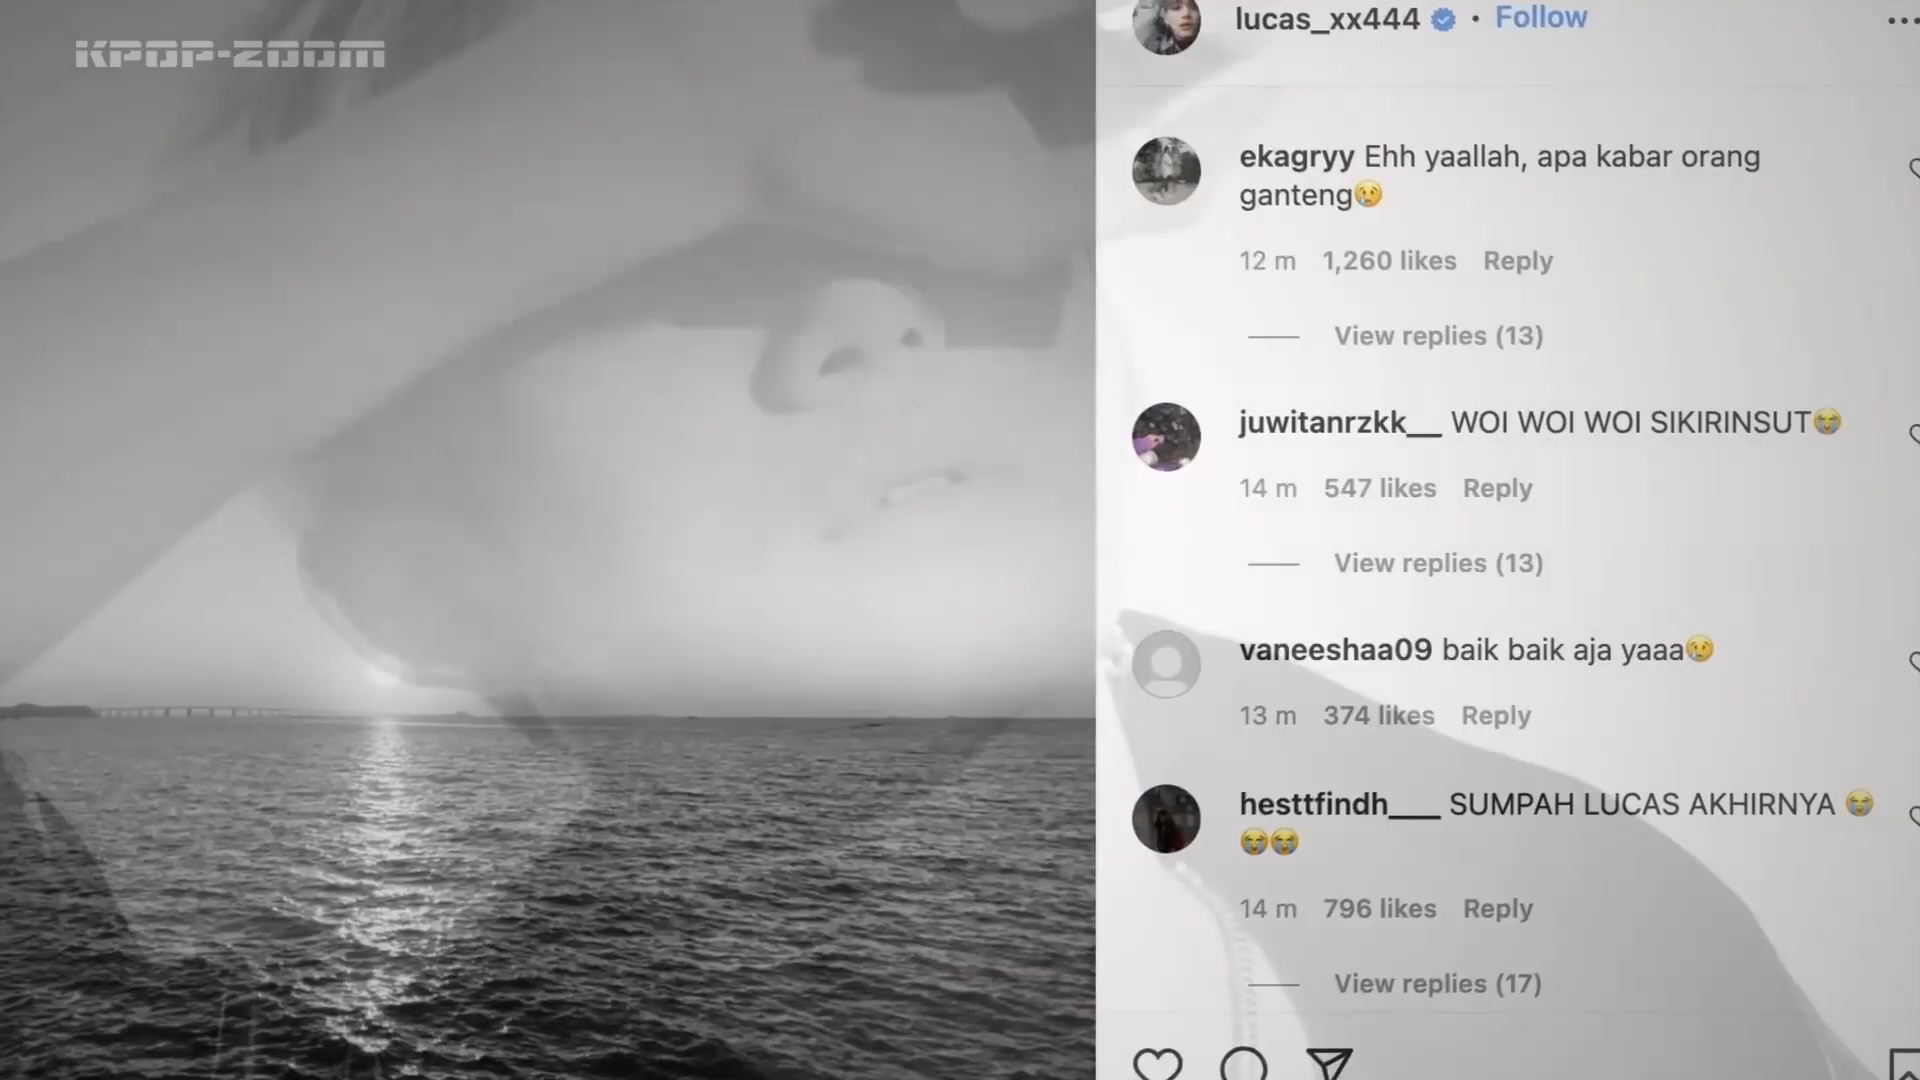 KPOP-ZOOM
lucas_xx444 • Follow
ekagryy Ehh yaallah, apa kabar orang
ganteng😢
12 m 1,260 likes Reply
View replies (13)
juwitanrzkk__ WOI WOI WOI SIKIRINSUT😭
14 m 547 likes Reply
View replies (13)
vaneeshaa09 baik baik aja yaaa😢
13 m 374 likes Reply
hesttfindh___ SUMPAH LUCAS AKHIRNYA 😭
😭😭
14 m 796 likes Reply
View replies (17)